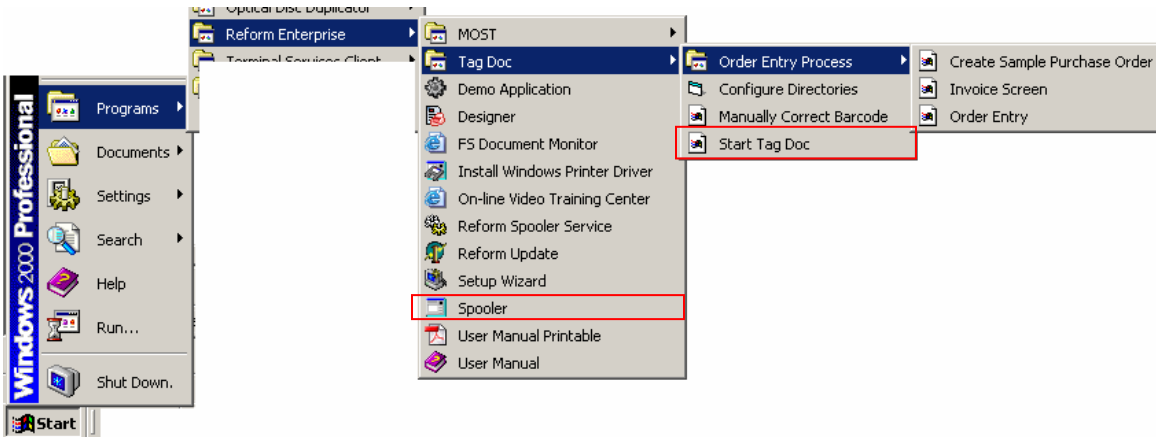 Optical Disc Duplicator
Reform Enterprise
Terminal Services Client
MOST
Tag Doc
Demo Application
Designer
FS Document Monitor
Install Windows Printer Driver
On-line Video Training Center
Reform Spooler Service
Reform Update
Setup Wizard
Spooler
User Manual Printable
User Manual
Order Entry Process
Configure Directories
Manually Correct Barcode
Start Tag Doc
Create Sample Purchase Order
Invoice Screen
Order Entry
Windows 2000 Professional
Programs
Documents
Settings
Search
Help
Run...
Shut Down.
Start